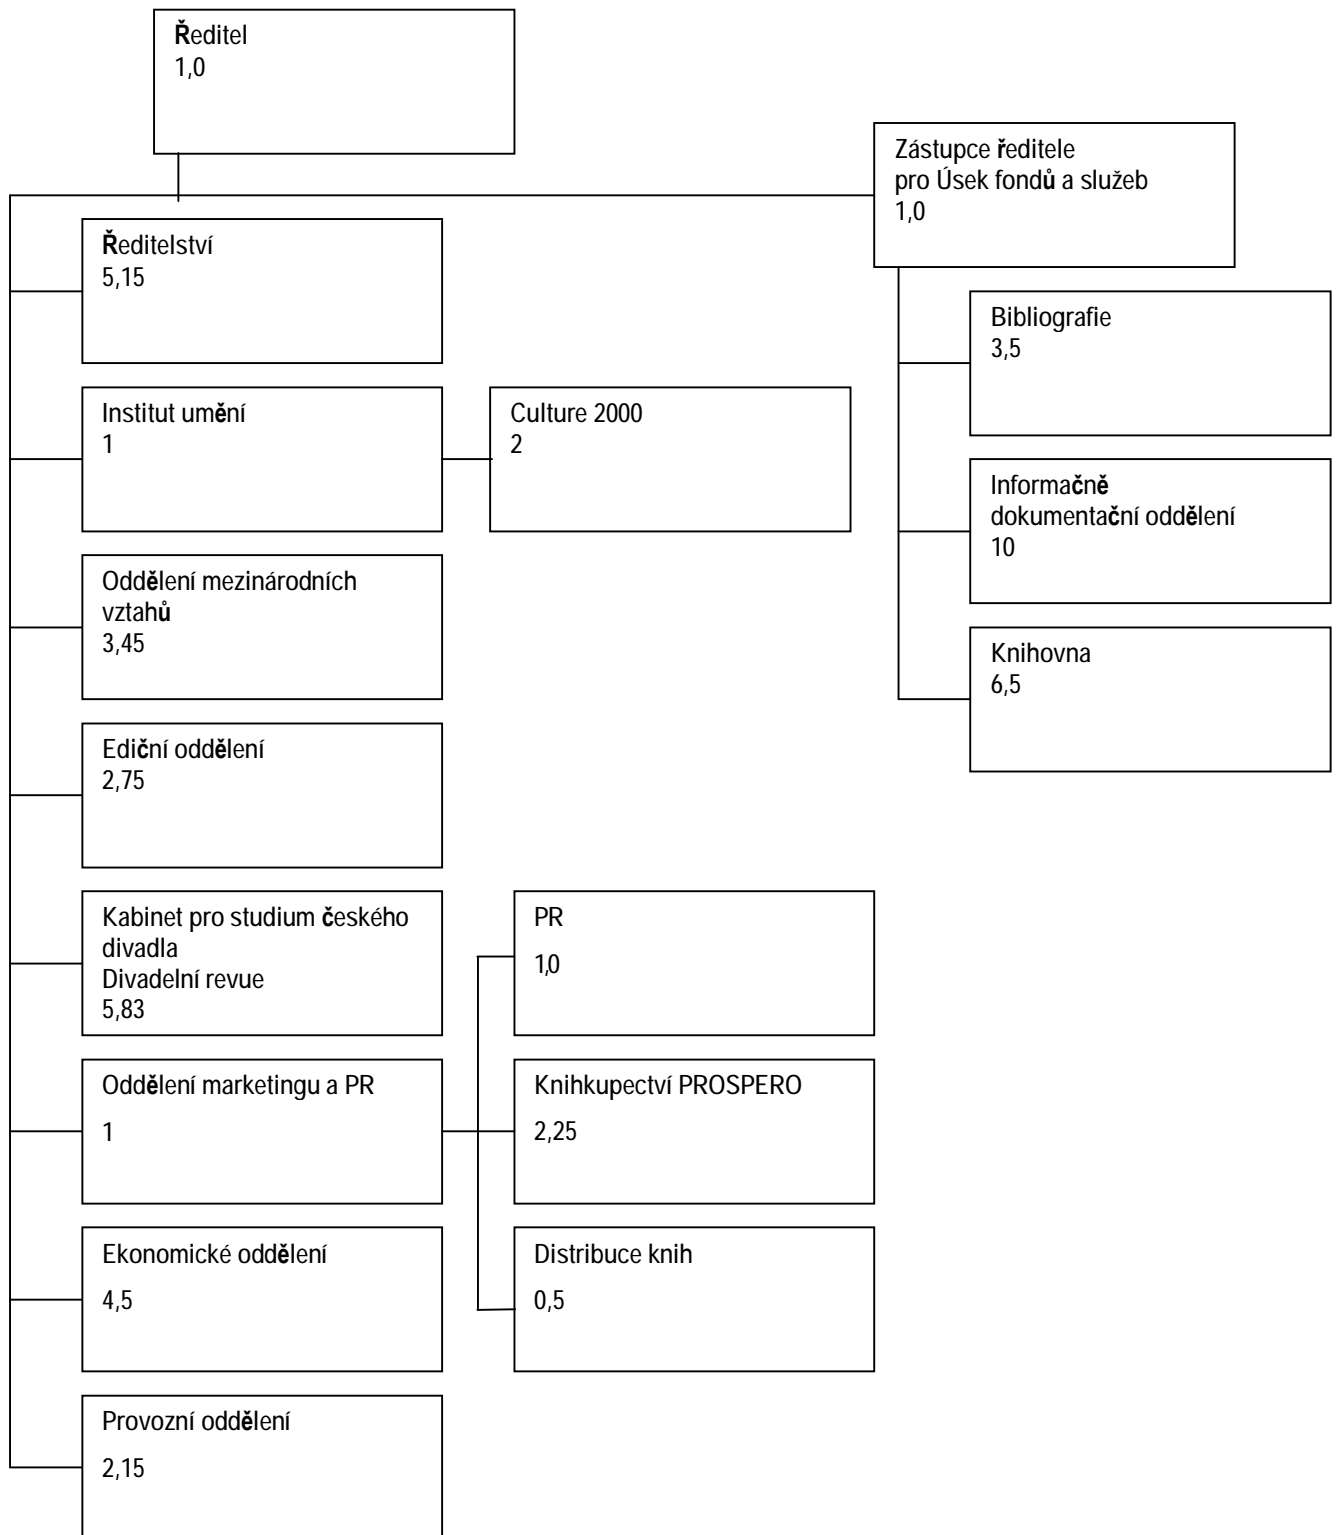 Ředitel
1,0
Zástupce ředitele
pro Úsek fondů a služeb
1,0
Ředitelství
5,15
Bibliografie
3,5
Institut umění
1
Culture 2000
2
Informačně
dokumentační oddělení
10
Oddělení mezinárodních
vztahů
3,45
Knihovna
6,5
Ediční oddělení
2,75
Kabinet pro studium českého
divadla
Divadelní revue
5,83
PR
1,0
Oddělení marketingu a PR
1
Knihkupectví PROSPERO
2,25
Ekonomické oddělení
4,5
Distribuce knih
0,5
Provozní oddělení
2,15